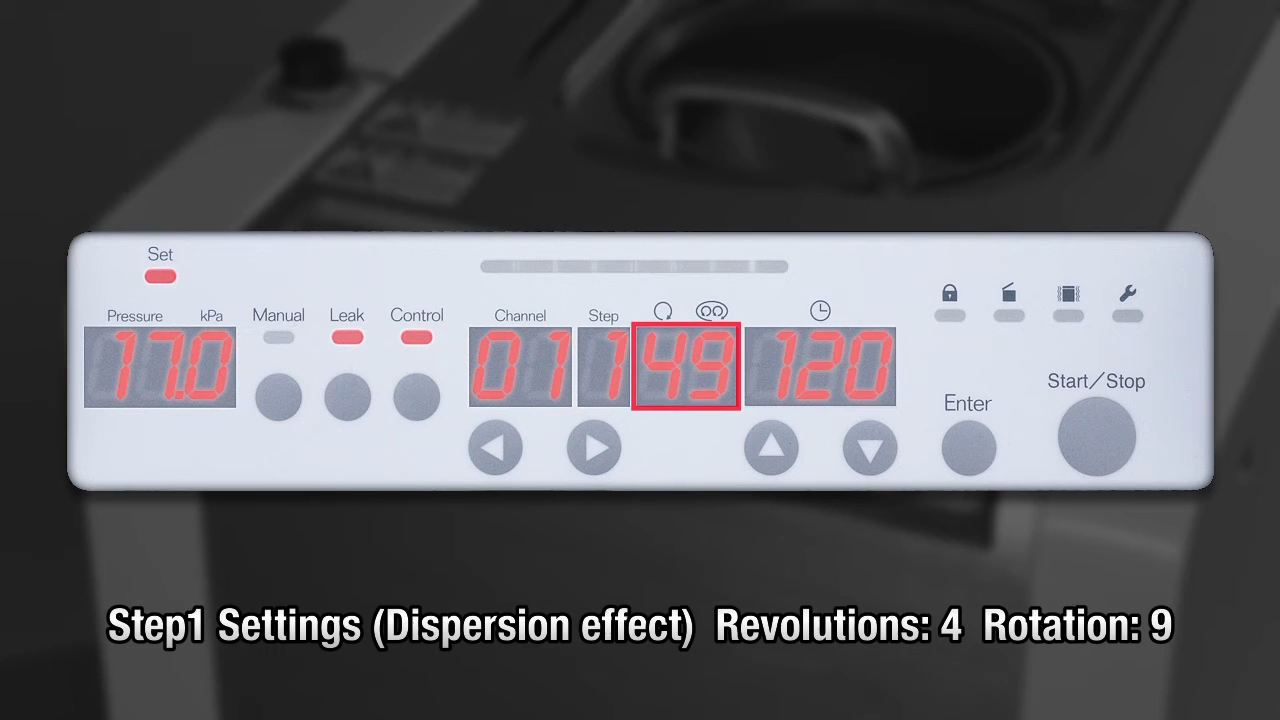 Set
Pressure kPa Manual Leak Control Channel Step
17.0 01 1 49 120
Start/Stop
Enter
Step1 Settings (Dispersion effect) Revolutions: 4 Rotation: 9